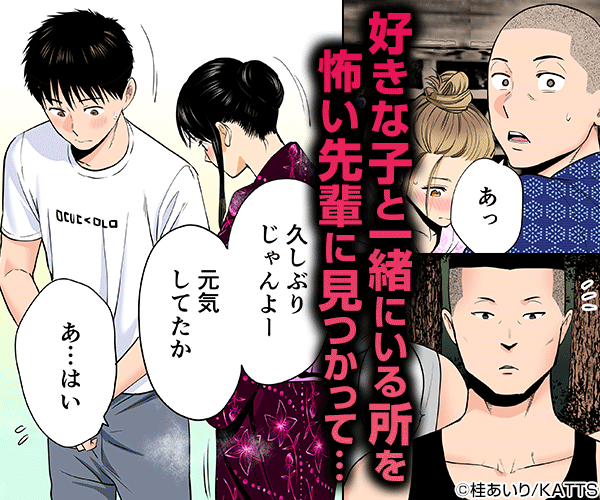 好きな子と一緒にいる所を
怖い先輩に見つかって…
あっ
久しぶり
じゃんよー
元気
してたか
あ…はい
©桂あいり/KATTS